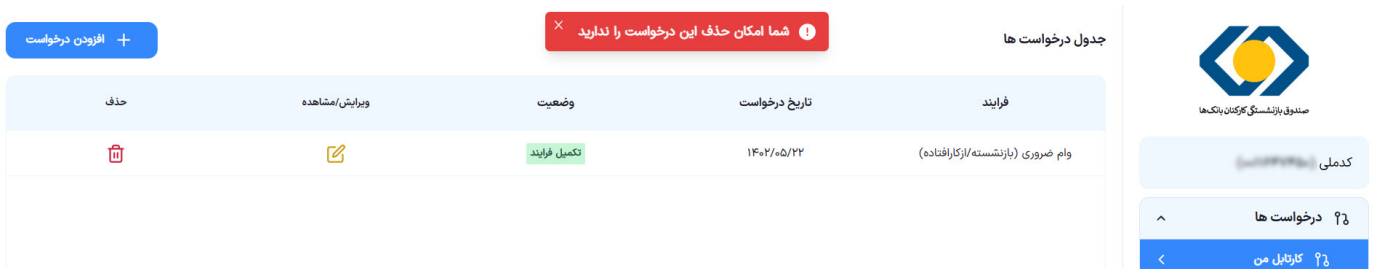 شما امکان حذف این درخواست را ندارید
جدول درخواست ها
افزودن درخواست
فرایند
تاریخ درخواست
وضعیت
ویرایش/مشاهده
حذف
وام ضروری (بازنشسته/ازکارافتاده)
۱۴۰۲/۰۵/۲۲
تکمیل فرایند
صندوق بازنشستگی کارکنان بانک‌ها
کدملی
درخواست ها
کارتابل من